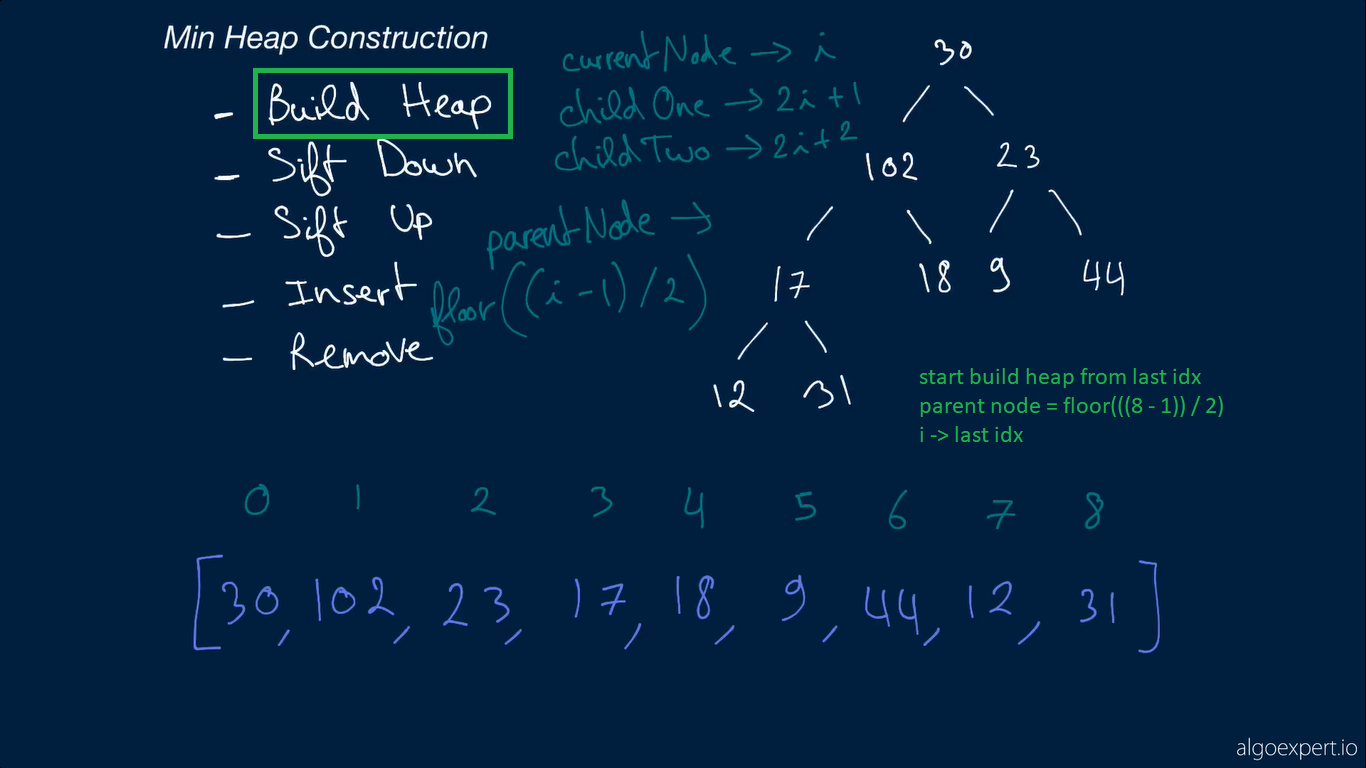 Min Heap Construction
- Build Heap
- Sift Down
- Sift Up
- Insert
- Remove
currentNode → i
childOne → 2i+1
childTwo → 2i+2
parentNode →
floor((i-1)/2)
30
102 23
17 18 9 44
12 31
start build heap from last idx
parent node = floor(((8 - 1)) / 2)
i -> last idx
0 1 2 3 4 5 6 7 8
[30, 102, 23, 17, 18, 9, 44, 12, 31]
algoexpert.io